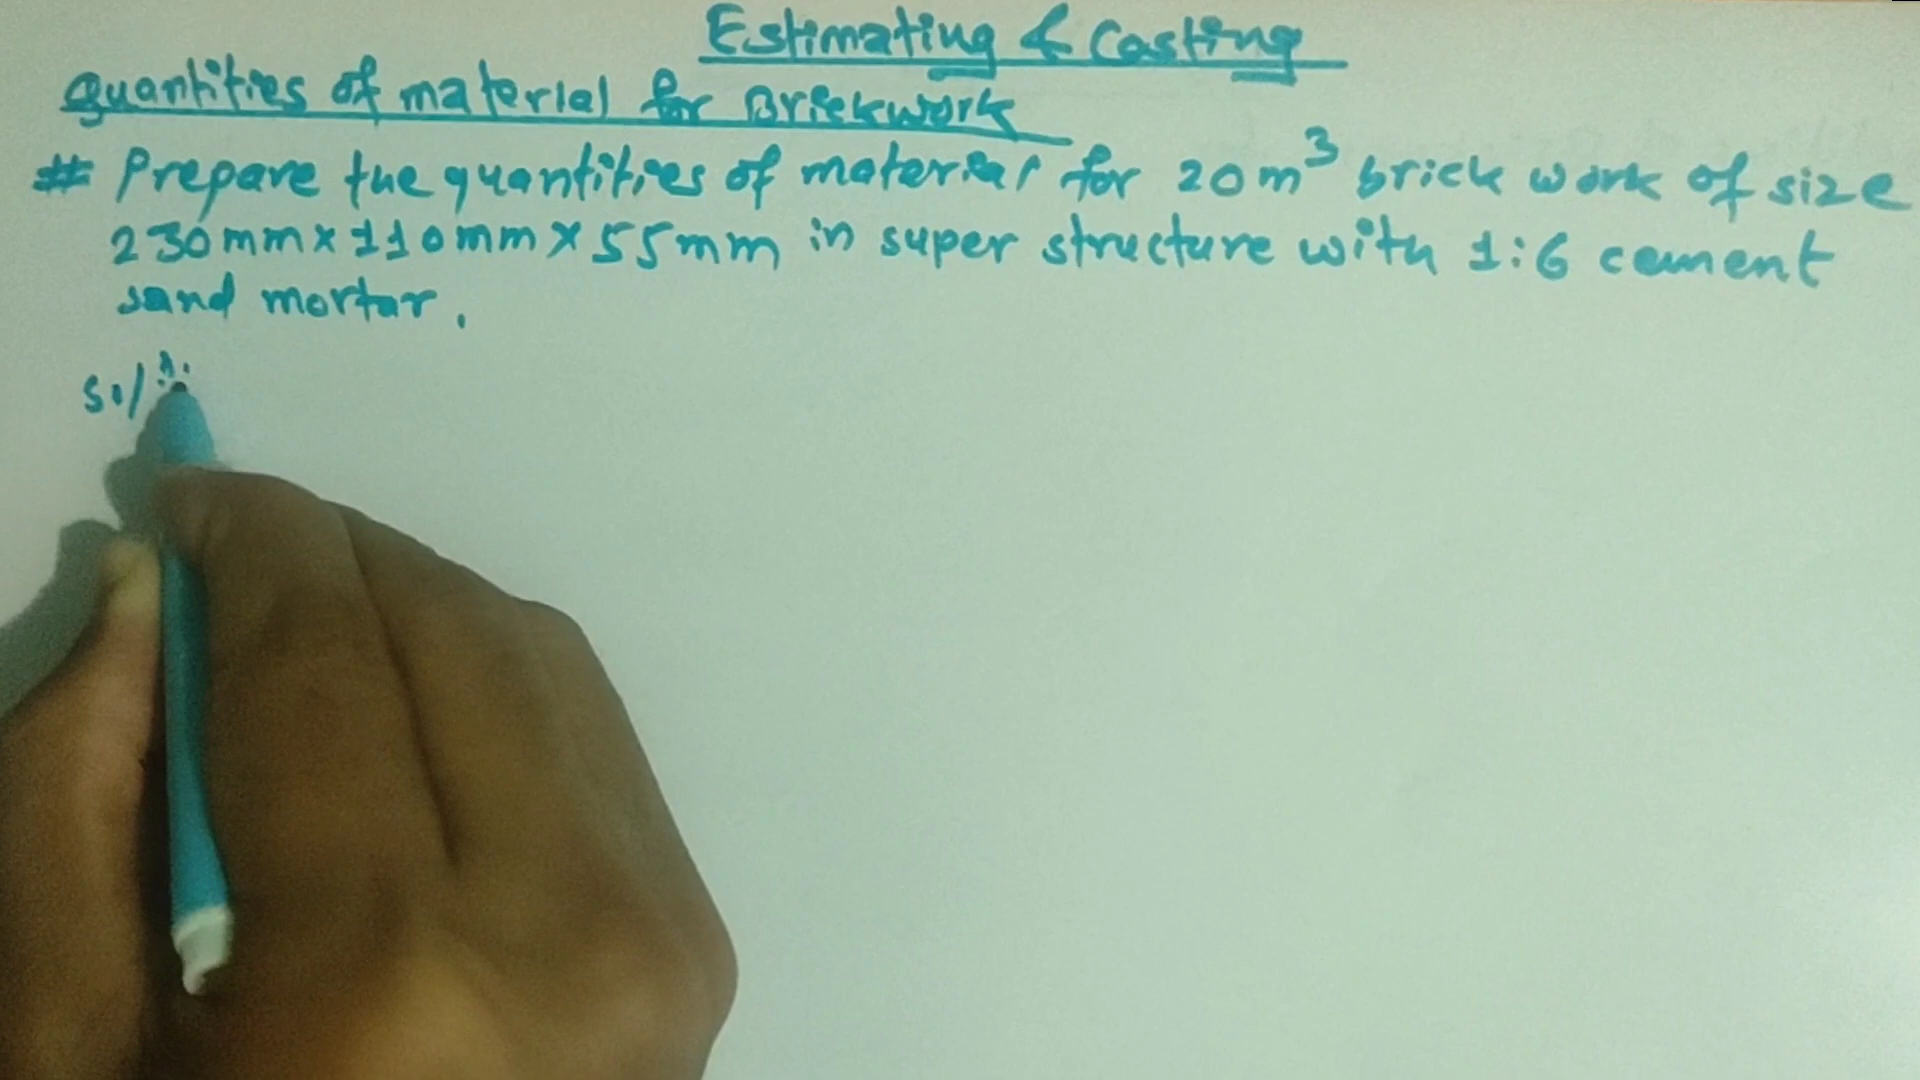 Estimating & Costing
Quantities of material for Brickwork
# Prepare the quantities of material for 20m³ brick work of size
230mm x 110mm x 55mm in super structure with 1:6 cement
sand mortar.
sol